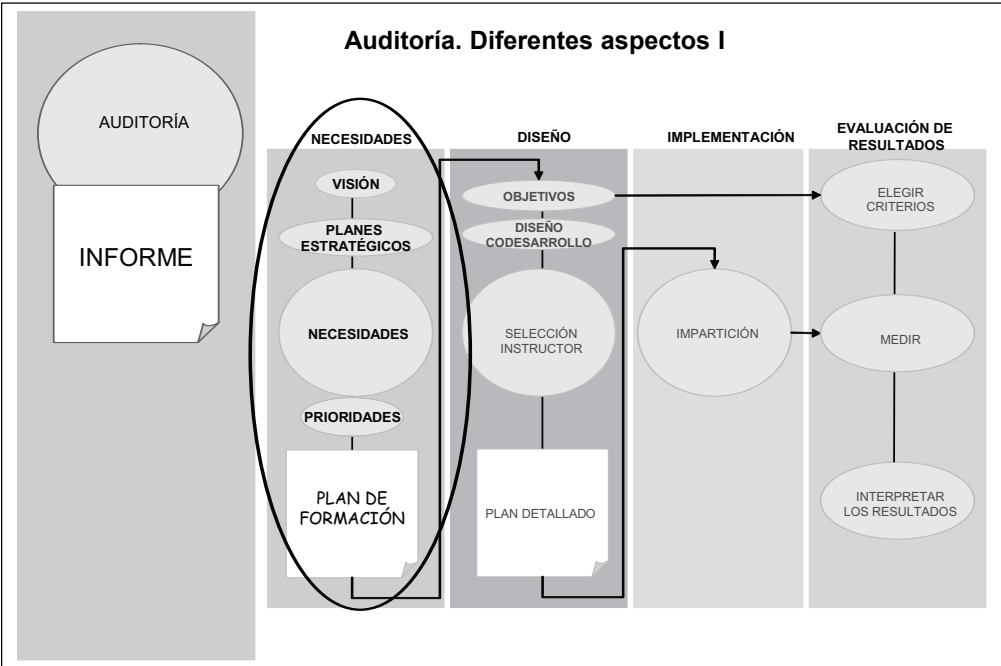 Auditoría. Diferentes aspectos I
AUDITORÍA
INFORME
NECESIDADES
VISIÓN
PLANES
ESTRATÉGICOS
NECESIDADES
PRIORIDADES
PLAN DE
FORMACIÓN
DISEÑO
OBJETIVOS
DISEÑO
CODESARROLLO
SELECCIÓN
INSTRUCTOR
PLAN DETALLADO
IMPLEMENTACIÓN
IMPARTICIÓN
EVALUACIÓN DE
RESULTADOS
ELEGIR
CRITERIOS
MEDIR
INTERPRETAR
LOS RESULTADOS